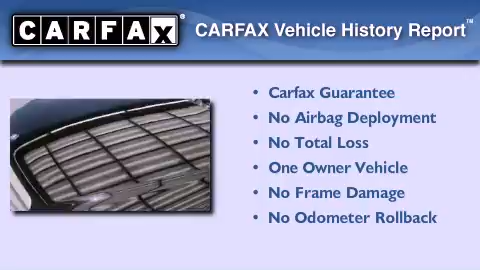 CARFAX® CARFAX Vehicle History Report™
• Carfax Guarantee
• No Airbag Deployment
• No Total Loss
• One Owner Vehicle
• No Frame Damage
• No Odometer Rollback